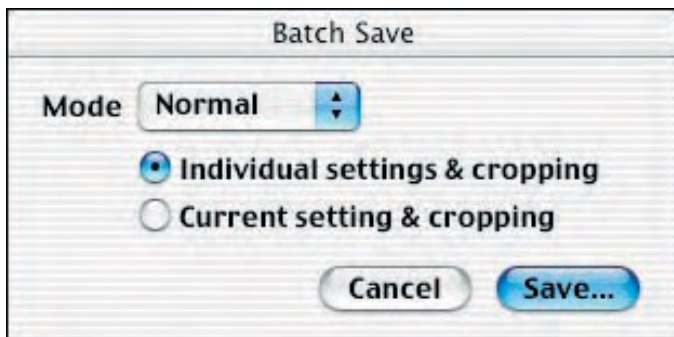 Batch Save
Mode Normal
Individual settings & cropping
Current setting & cropping
Cancel Save...